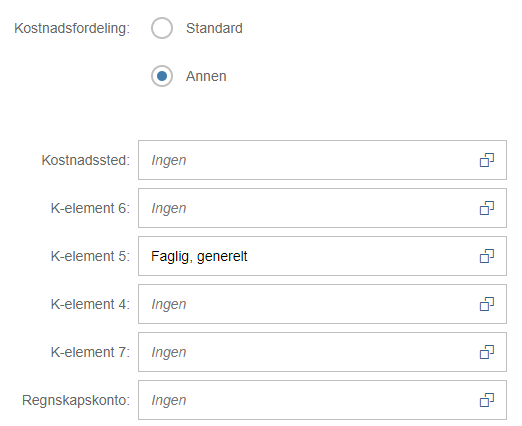 Kostnadsfordeling: Standard
Annen
Kostnadssted: Ingen
K-element 6: Ingen
K-element 5: Faglig, generelt
K-element 4: Ingen
K-element 7: Ingen
Regnskapskonto: Ingen